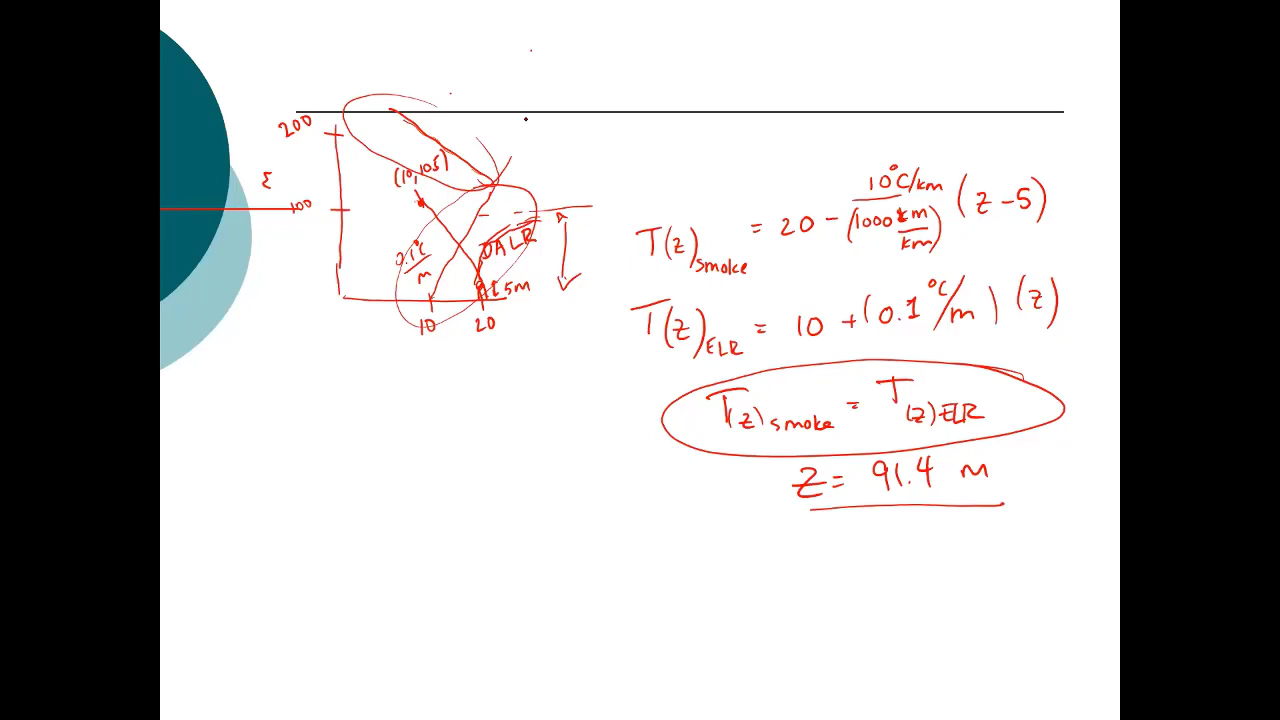 200
(10, 105)
ε
100
0.1°C/m
DALR
5m
10 20
T(z)smoke = 20 - 10°C/km/(1000 m/km) (z-5)
T(z)ELR = 10 + (0.1 °C/m) (z)
T(z)smoke = T(z)ELR
z = 91.4 m